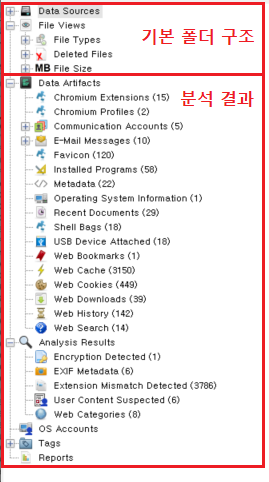 Data Sources
File Views
기본 폴더 구조
File Types
Deleted Files
MB File Size
Data Artifacts
분석 결과
Chromium Extensions (15)
Chromium Profiles (2)
Communication Accounts (5)
E-Mail Messages (10)
Favicon (120)
Installed Programs (58)
Metadata (22)
Operating System Information (1)
Recent Documents (29)
Shell Bags (18)
USB Device Attached (18)
Web Bookmarks (1)
Web Cache (3150)
Web Cookies (449)
Web Downloads (39)
Web History (142)
Web Search (14)
Analysis Results
Encryption Detected (1)
EXIF Metadata (6)
Extension Mismatch Detected (3786)
User Content Suspected (6)
Web Categories (8)
OS Accounts
Tags
Reports